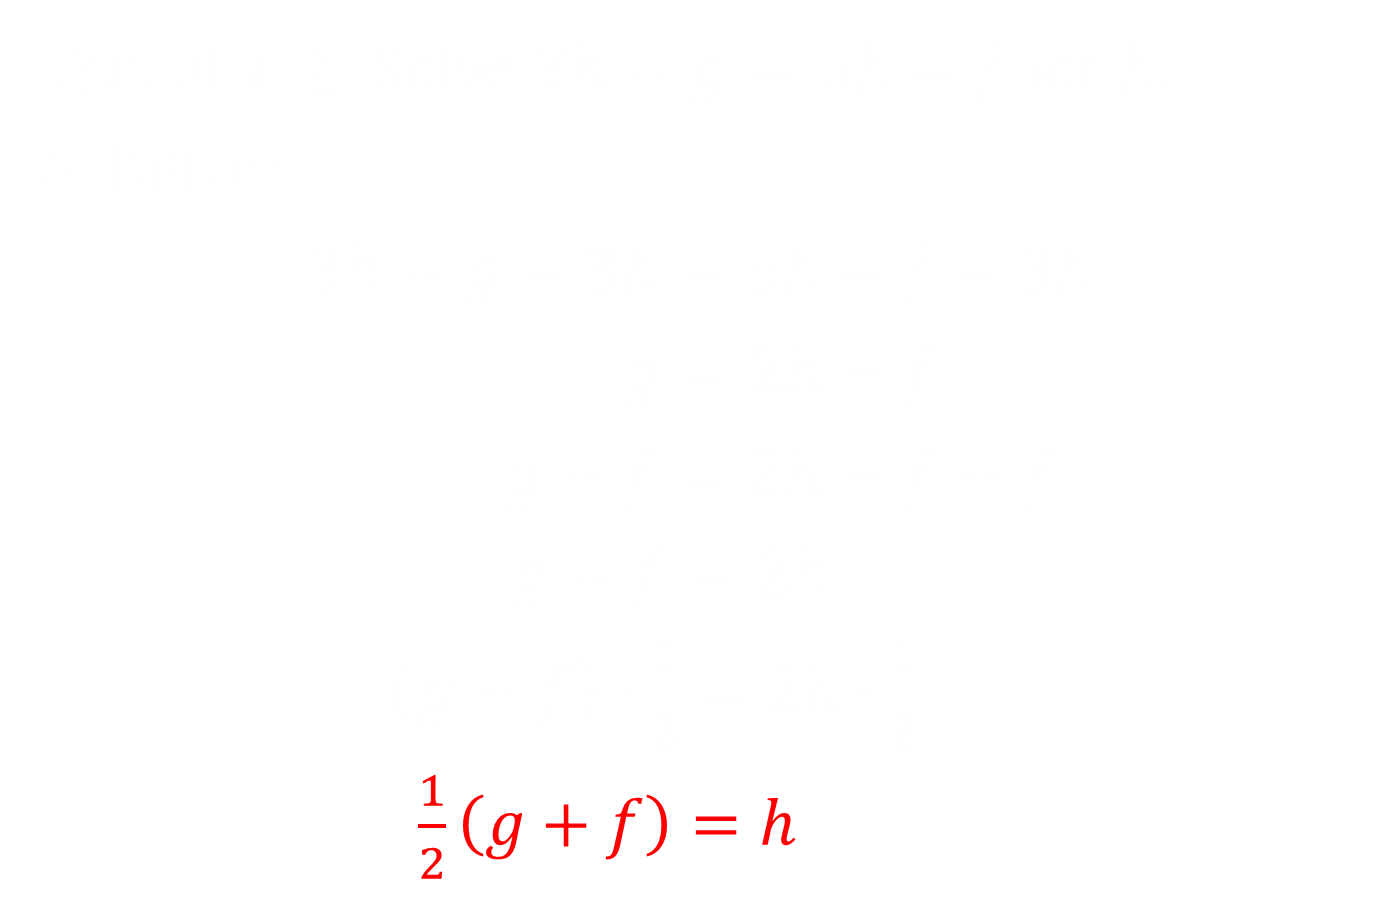 ½(g + f) = h